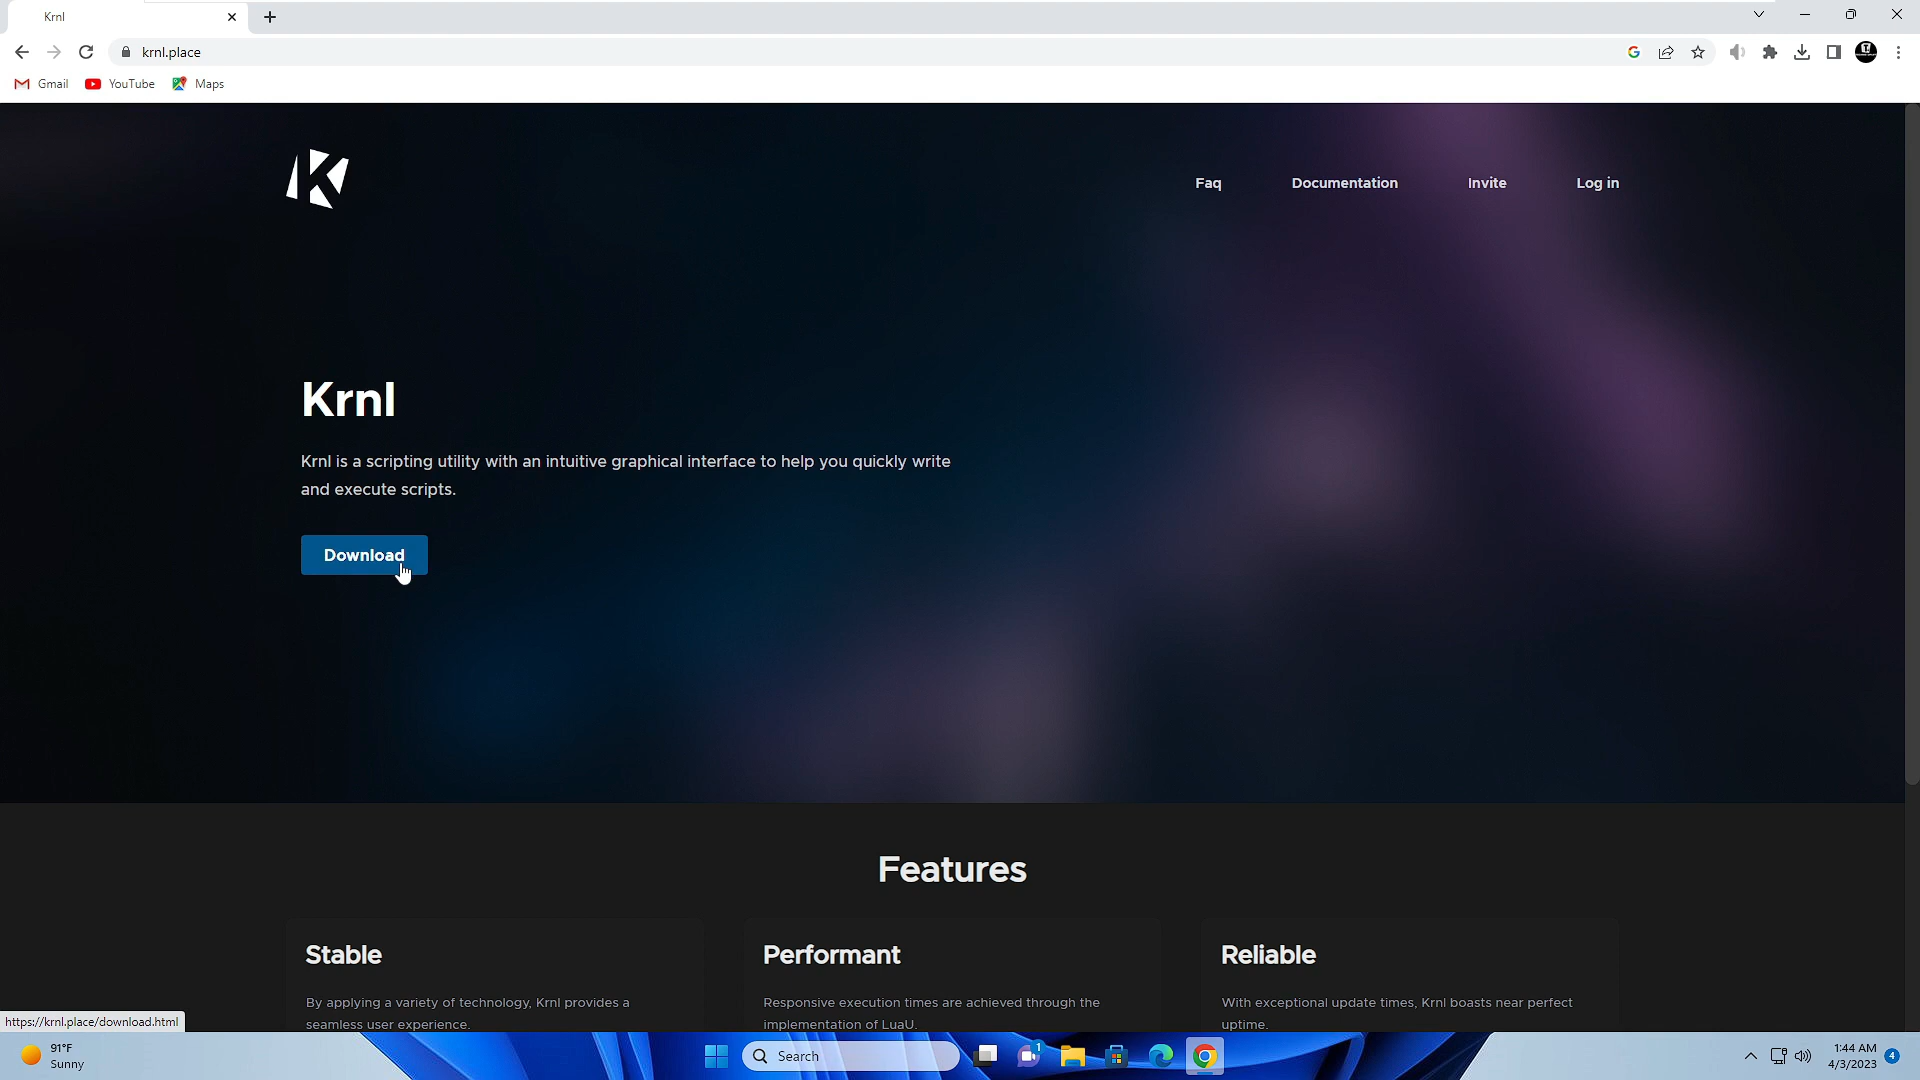 Krnl
krnl.place
Gmail YouTube Maps
Faq Documentation Invite Log in
Krnl
Krnl is a scripting utility with an intuitive graphical interface to help you quickly write
and execute scripts.
Download
Features
Stable
By applying a variety of technology, Krnl provides a
seamless user experience.
Performant
Responsive execution times are achieved through the
implementation of LuaU.
Reliable
With exceptional update times, Krnl boasts near perfect
uptime.
https://krnl.place/download.html
91°F
Sunny
Search
1
1:44 AM
4/3/2023
4